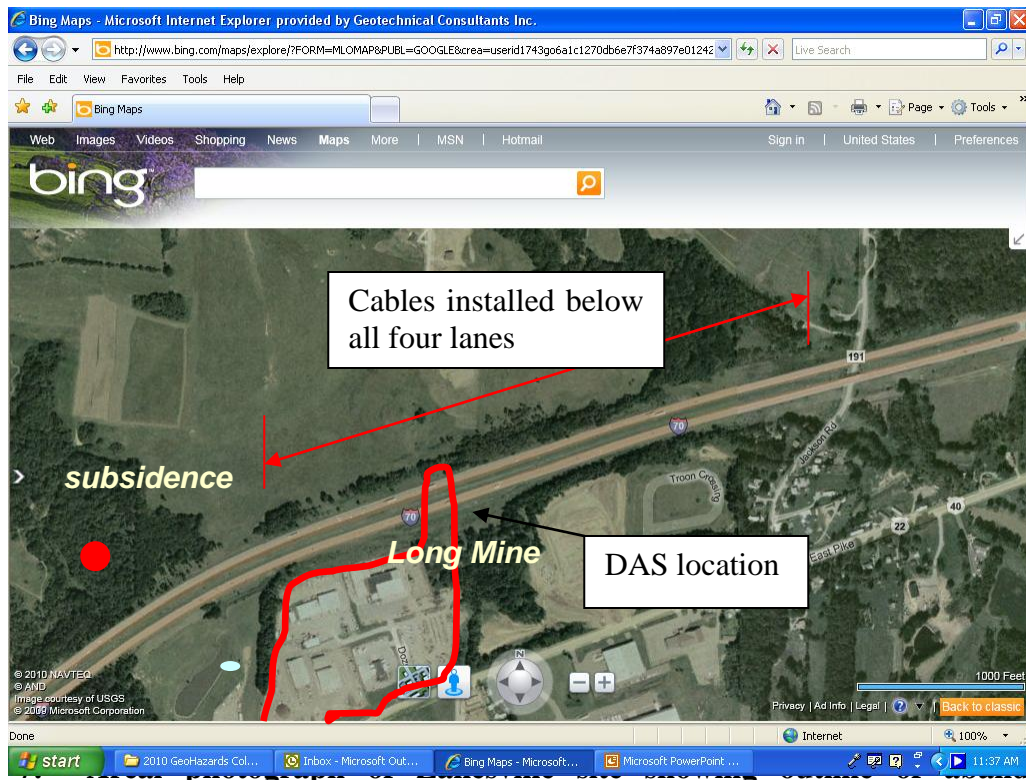 Bing Maps - Microsoft Internet Explorer provided by Geotechnical Consultants Inc.
http://www.bing.com/maps/explore/?FORM=MLOMAP&PUBL=GOOGLE&crea=userid1743go6a1c1270db6e7f374a897e01242
Live Search
File Edit View Favorites Tools Help
Bing Maps
Page Tools
Web Images Videos Shopping News Maps More | MSN | Hotmail
Sign in | United States | Preferences
bing
Cables installed below
all four lanes
191
70
Jackson Rd
Troon Crossing
subsidence
70
40
22
East Pike
Long Mine
DAS location
N
© 2010 NAVTEQ
© AND
Image courtesy of USGS
© 2009 Microsoft Corporation
1000 Feet
Privacy | Ad Info | Legal |
Back to classic
Done
Internet
100%
start
2010 GeoHazards Col...
Inbox - Microsoft Out...
Bing Maps - Microsoft...
Microsoft PowerPoint ...
11:37 AM